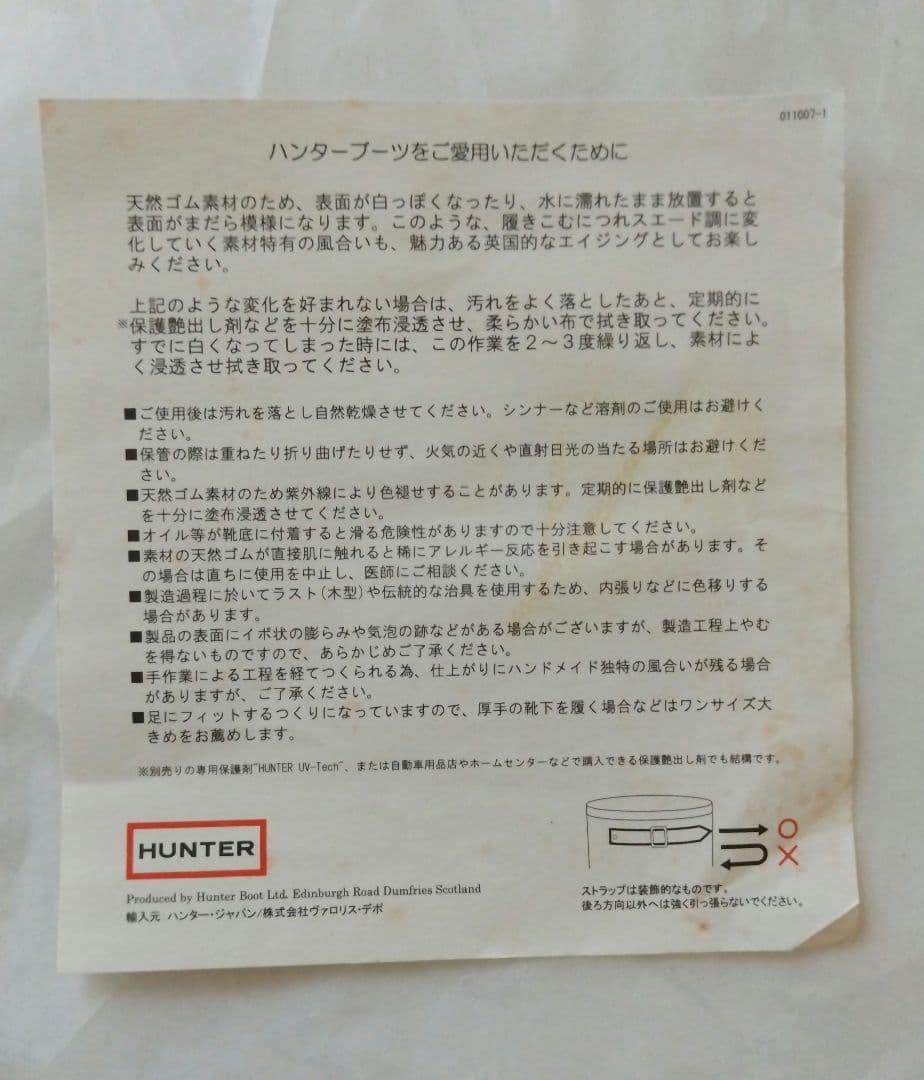 011007-1
ハンターブーツをご愛用いただくために
天然ゴム素材のため、表面が白っぽくなったり、水に濡れたまま放置すると
表面がまだら模様になります。このような、履きこむにつれスエード調に変
化していく素材特有の風合いも、魅力ある英国的なエイジングとしてお楽し
みください。
上記のような変化を好まれない場合は、汚れをよく落としたあと、定期的に
※保護艶出し剤などを十分に塗布浸透させ、柔らかい布で拭き取ってください。
すでに白くなってしまった時には、この作業を2～3度繰り返し、素材によ
く浸透させ拭き取ってください。
■ご使用後は汚れを落とし自然乾燥させてください。シンナーなど溶剤のご使用はお避けく
ださい。
■保管の際は重ねたり折り曲げたりせず、火気の近くや直射日光の当たる場所はお避けくだ
さい。
■天然ゴム素材のため紫外線により色褪せすることがあります。定期的に保護艶出し剤など
を十分に塗布浸透させてください。
■オイル等が靴底に付着すると滑る危険性がありますので十分注意してください。
■素材の天然ゴムが直接肌に触れると稀にアレルギー反応を引き起こす場合があります。そ
の場合は直ちに使用を中止し、医師にご相談ください。
■製造過程に於いてラスト(木型)や伝統的な治具を使用するため、内張りなどに色移りする
場合があります。
■製品の表面にイボ状の膨らみや気泡の跡などがある場合がございますが、製造工程上やむ
を得ないものですので、あらかじめご了承ください。
■手作業による工程を経てつくられる為、仕上がりにハンドメイド独特の風合いが残る場合
がありますが、ご了承ください。
■足にフィットするつくりになっていますので、厚手の靴下を履く場合などはワンサイズ大
きめをお薦めします。
※別売りの専用保護剤"HUNTER UV-Tech"、または自動車用品店やホームセンターなどで購入できる保護艶出し剤でも結構です。
HUNTER
Produced by Hunter Boot Ltd. Edinburgh Road Dumfries Scotland
輸入元 ハンター・ジャパン/株式会社ヴァロリス・デポ
○
×
ストラップは装飾的なものです。
後ろ方向以外へは強く引っ張らないでください。